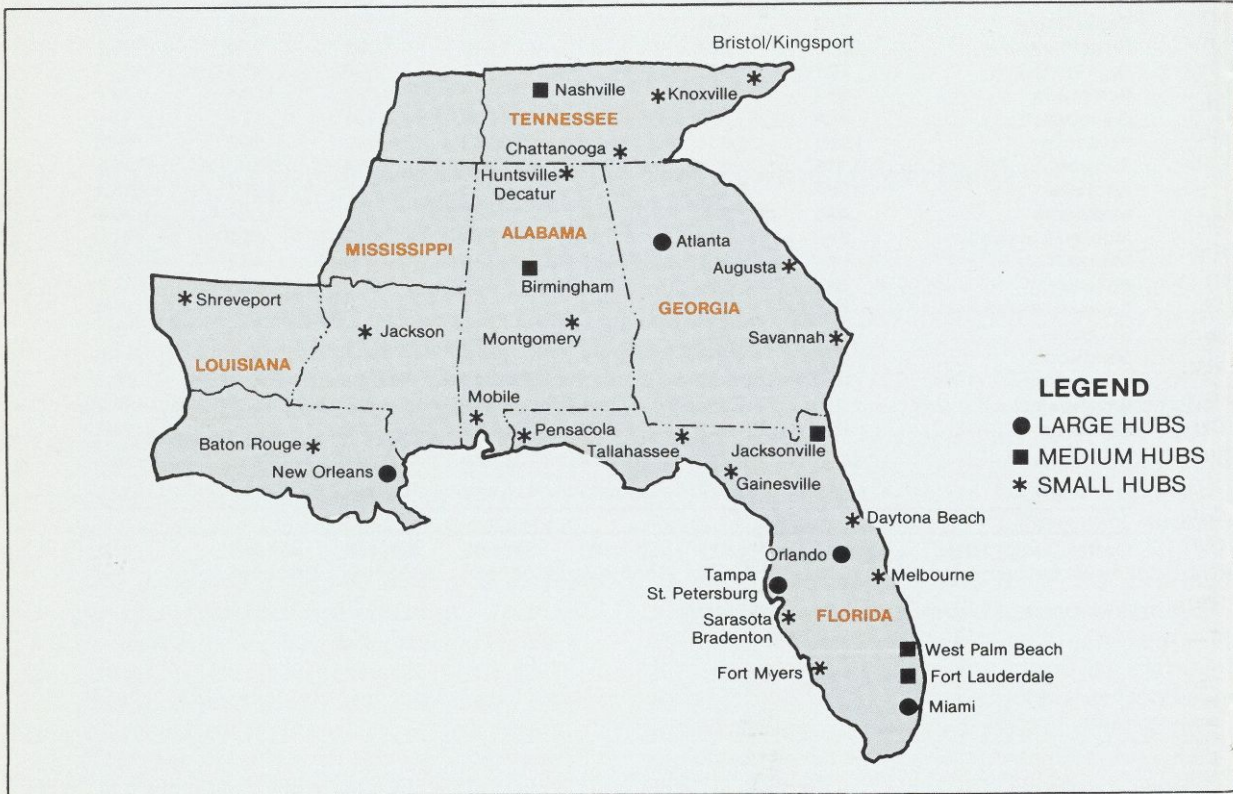 Bristol/Kingsport
Nashville
Knoxville
TENNESSEE
Chattanooga
Huntsville
Decatur
ALABAMA
MISSISSIPPI
Atlanta
Augusta
Birmingham
GEORGIA
Shreveport
Jackson
Montgomery
Savannah
LOUISIANA
Mobile
Pensacola
Tallahassee
Jacksonville
Baton Rouge
New Orleans
Gainesville
Daytona Beach
Orlando
Tampa
St. Petersburg
Melbourne
Sarasota
Bradenton
FLORIDA
West Palm Beach
Fort Myers
Fort Lauderdale
Miami
LEGEND
LARGE HUBS
MEDIUM HUBS
SMALL HUBS